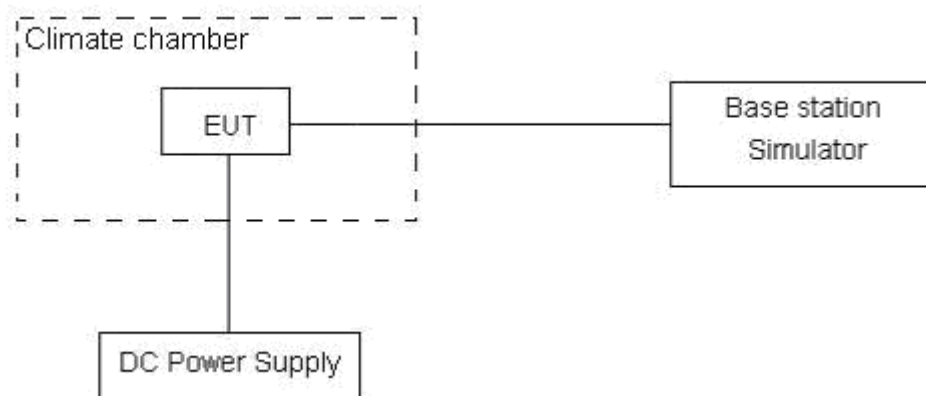 Climate chamber
EUT
Base station
Simulator
DC Power Supply